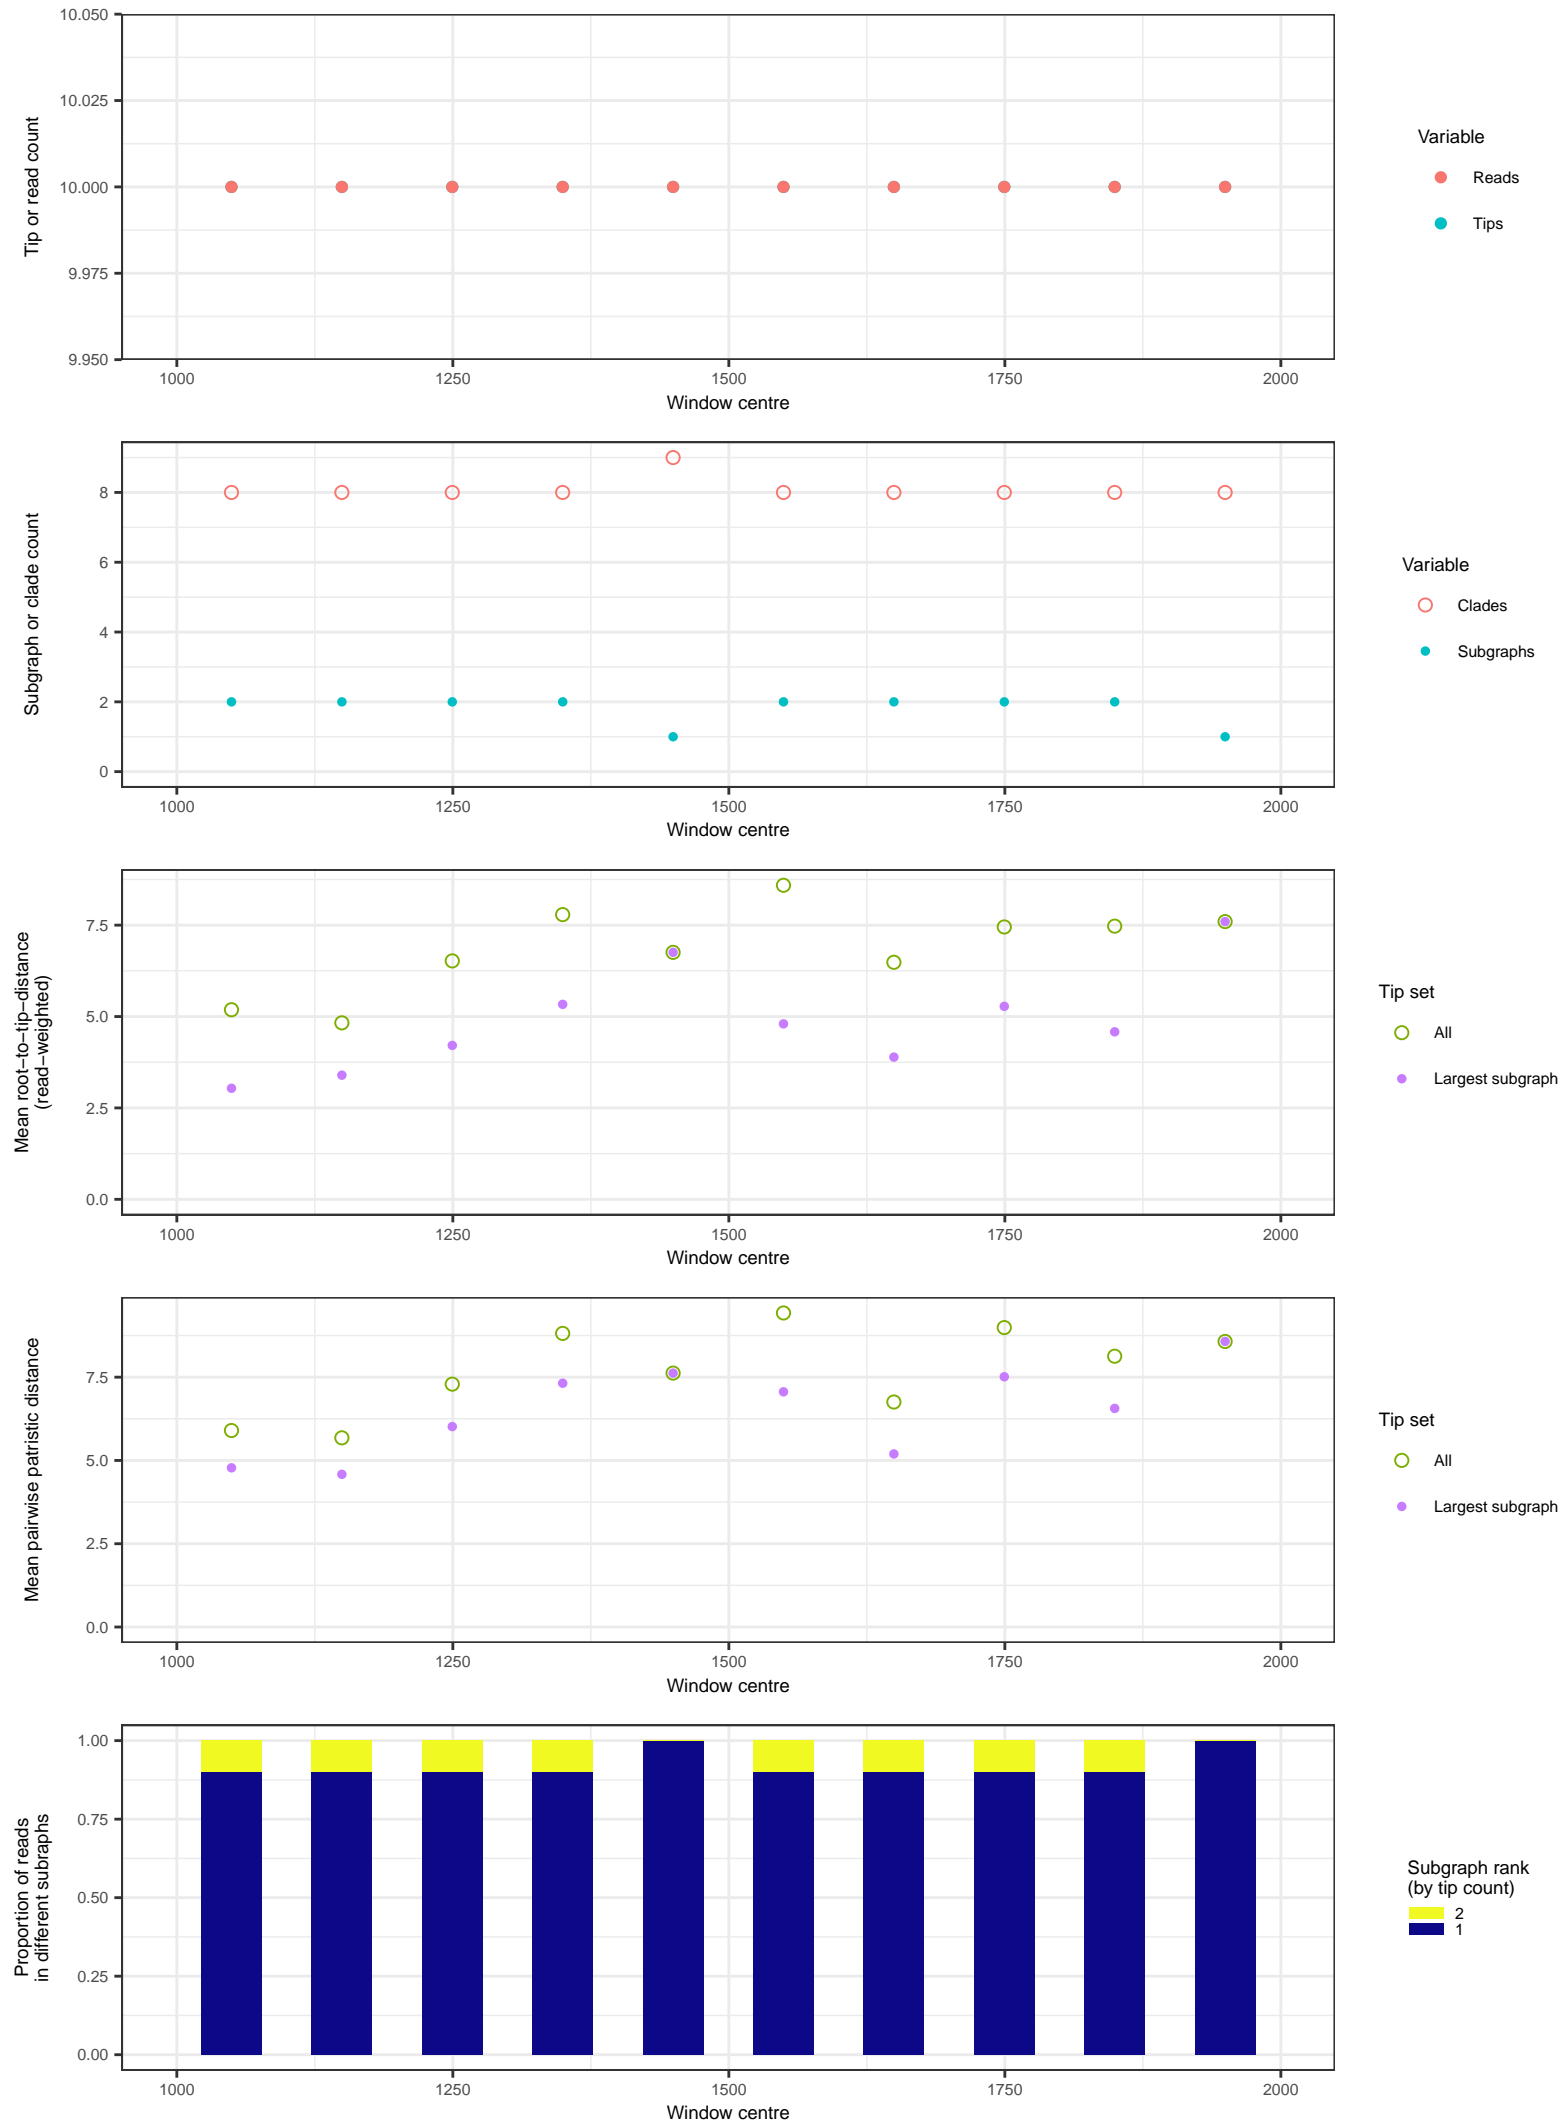 10.050
10.025
10.000
9.975
9.950
Tip or read count
1000 1250 1500 1750 2000
Window centre
Variable
Reads
Tips
8
6
4
2
0
Subgraph or clade count
1000 1250 1500 1750 2000
Window centre
Variable
Clades
Subgraphs
7.5
5.0
2.5
0.0
Mean root−to−tip−distance
(read−weighted)
1000 1250 1500 1750 2000
Window centre
Tip set
All
Largest subgraph
7.5
5.0
2.5
0.0
Mean pairwise patristic distance
1000 1250 1500 1750 2000
Window centre
Tip set
All
Largest subgraph
1.00
0.75
0.50
0.25
0.00
Proportion of reads
in different subraphs
1000 1250 1500 1750 2000
Window centre
Subgraph rank
(by tip count)
2
1